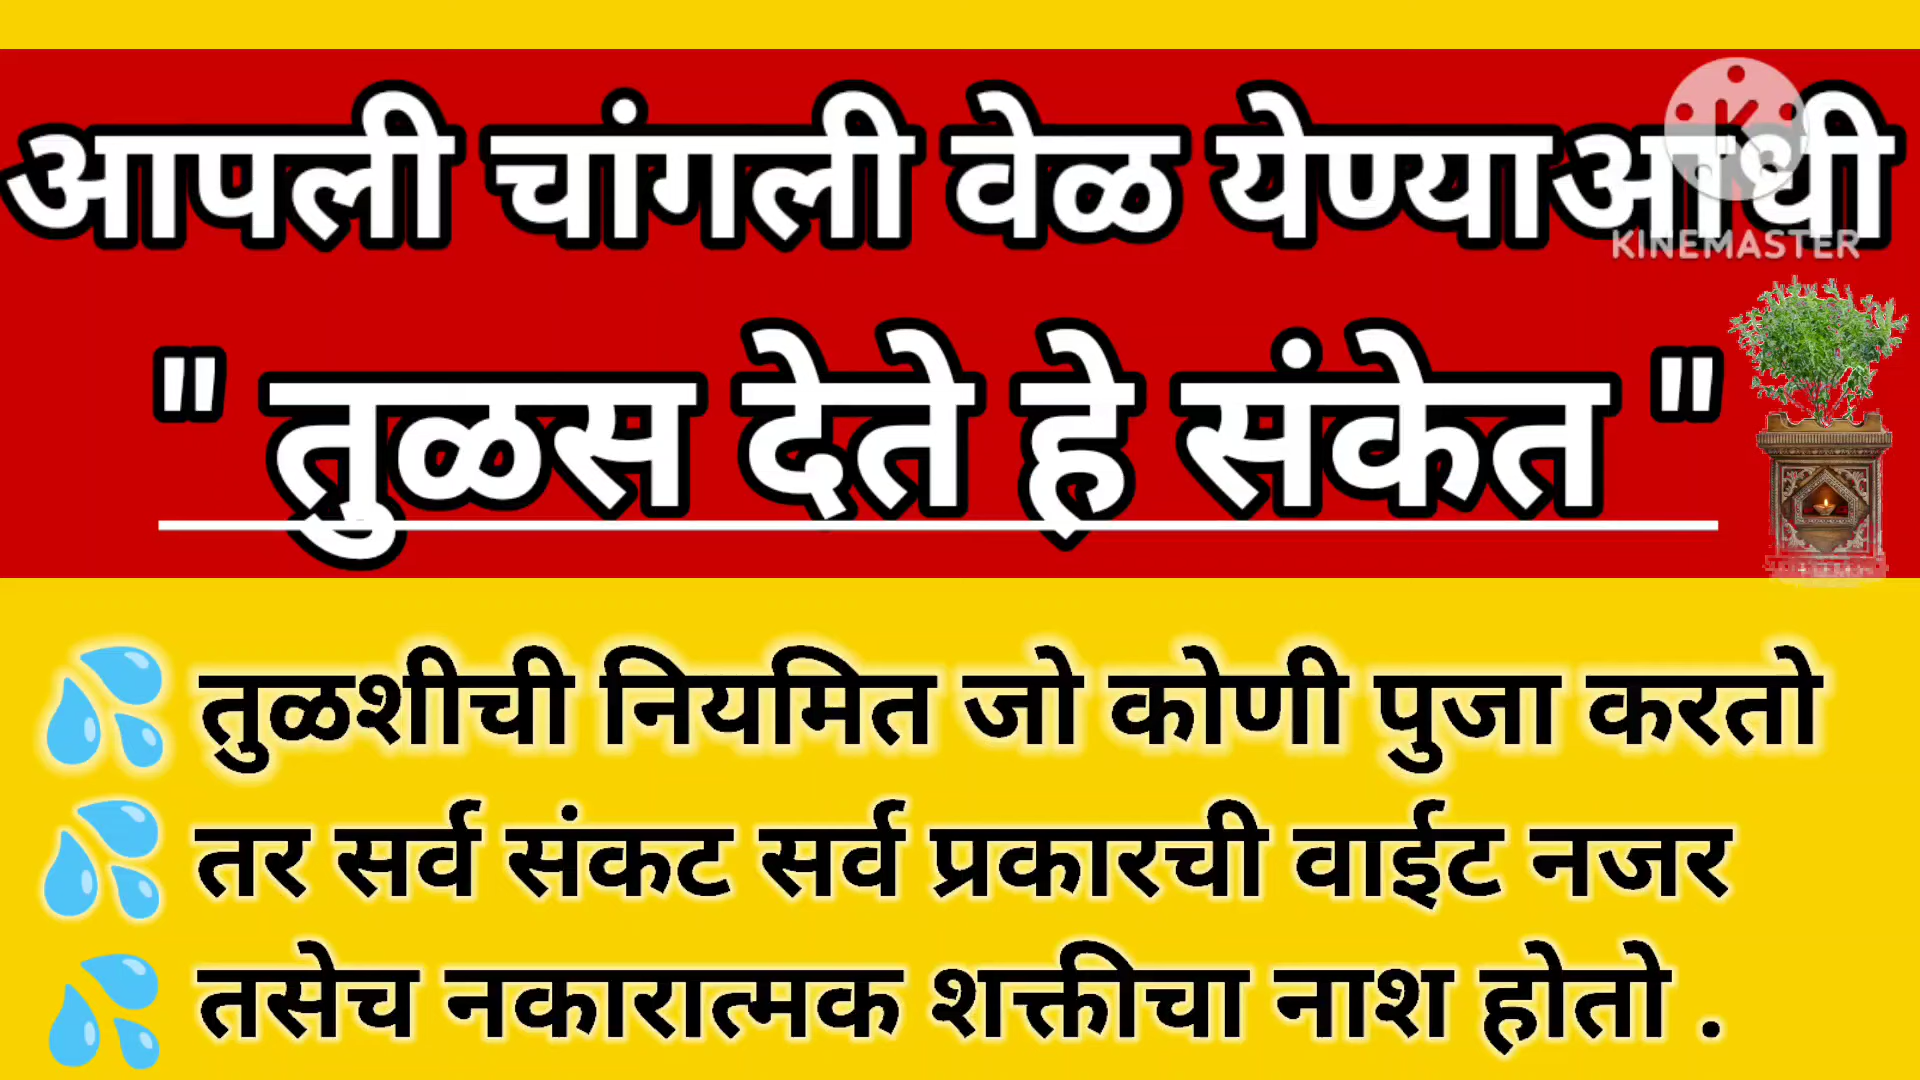 आपली चांगली वेळ येण्याआधी
KINEMASTER
" तुळस देते हे संकेत "
तुळशीची नियमित जो कोणी पुजा करतो
तर सर्व संकट सर्व प्रकारची वाईट नजर
तसेच नकारात्मक शक्तीचा नाश होतो .